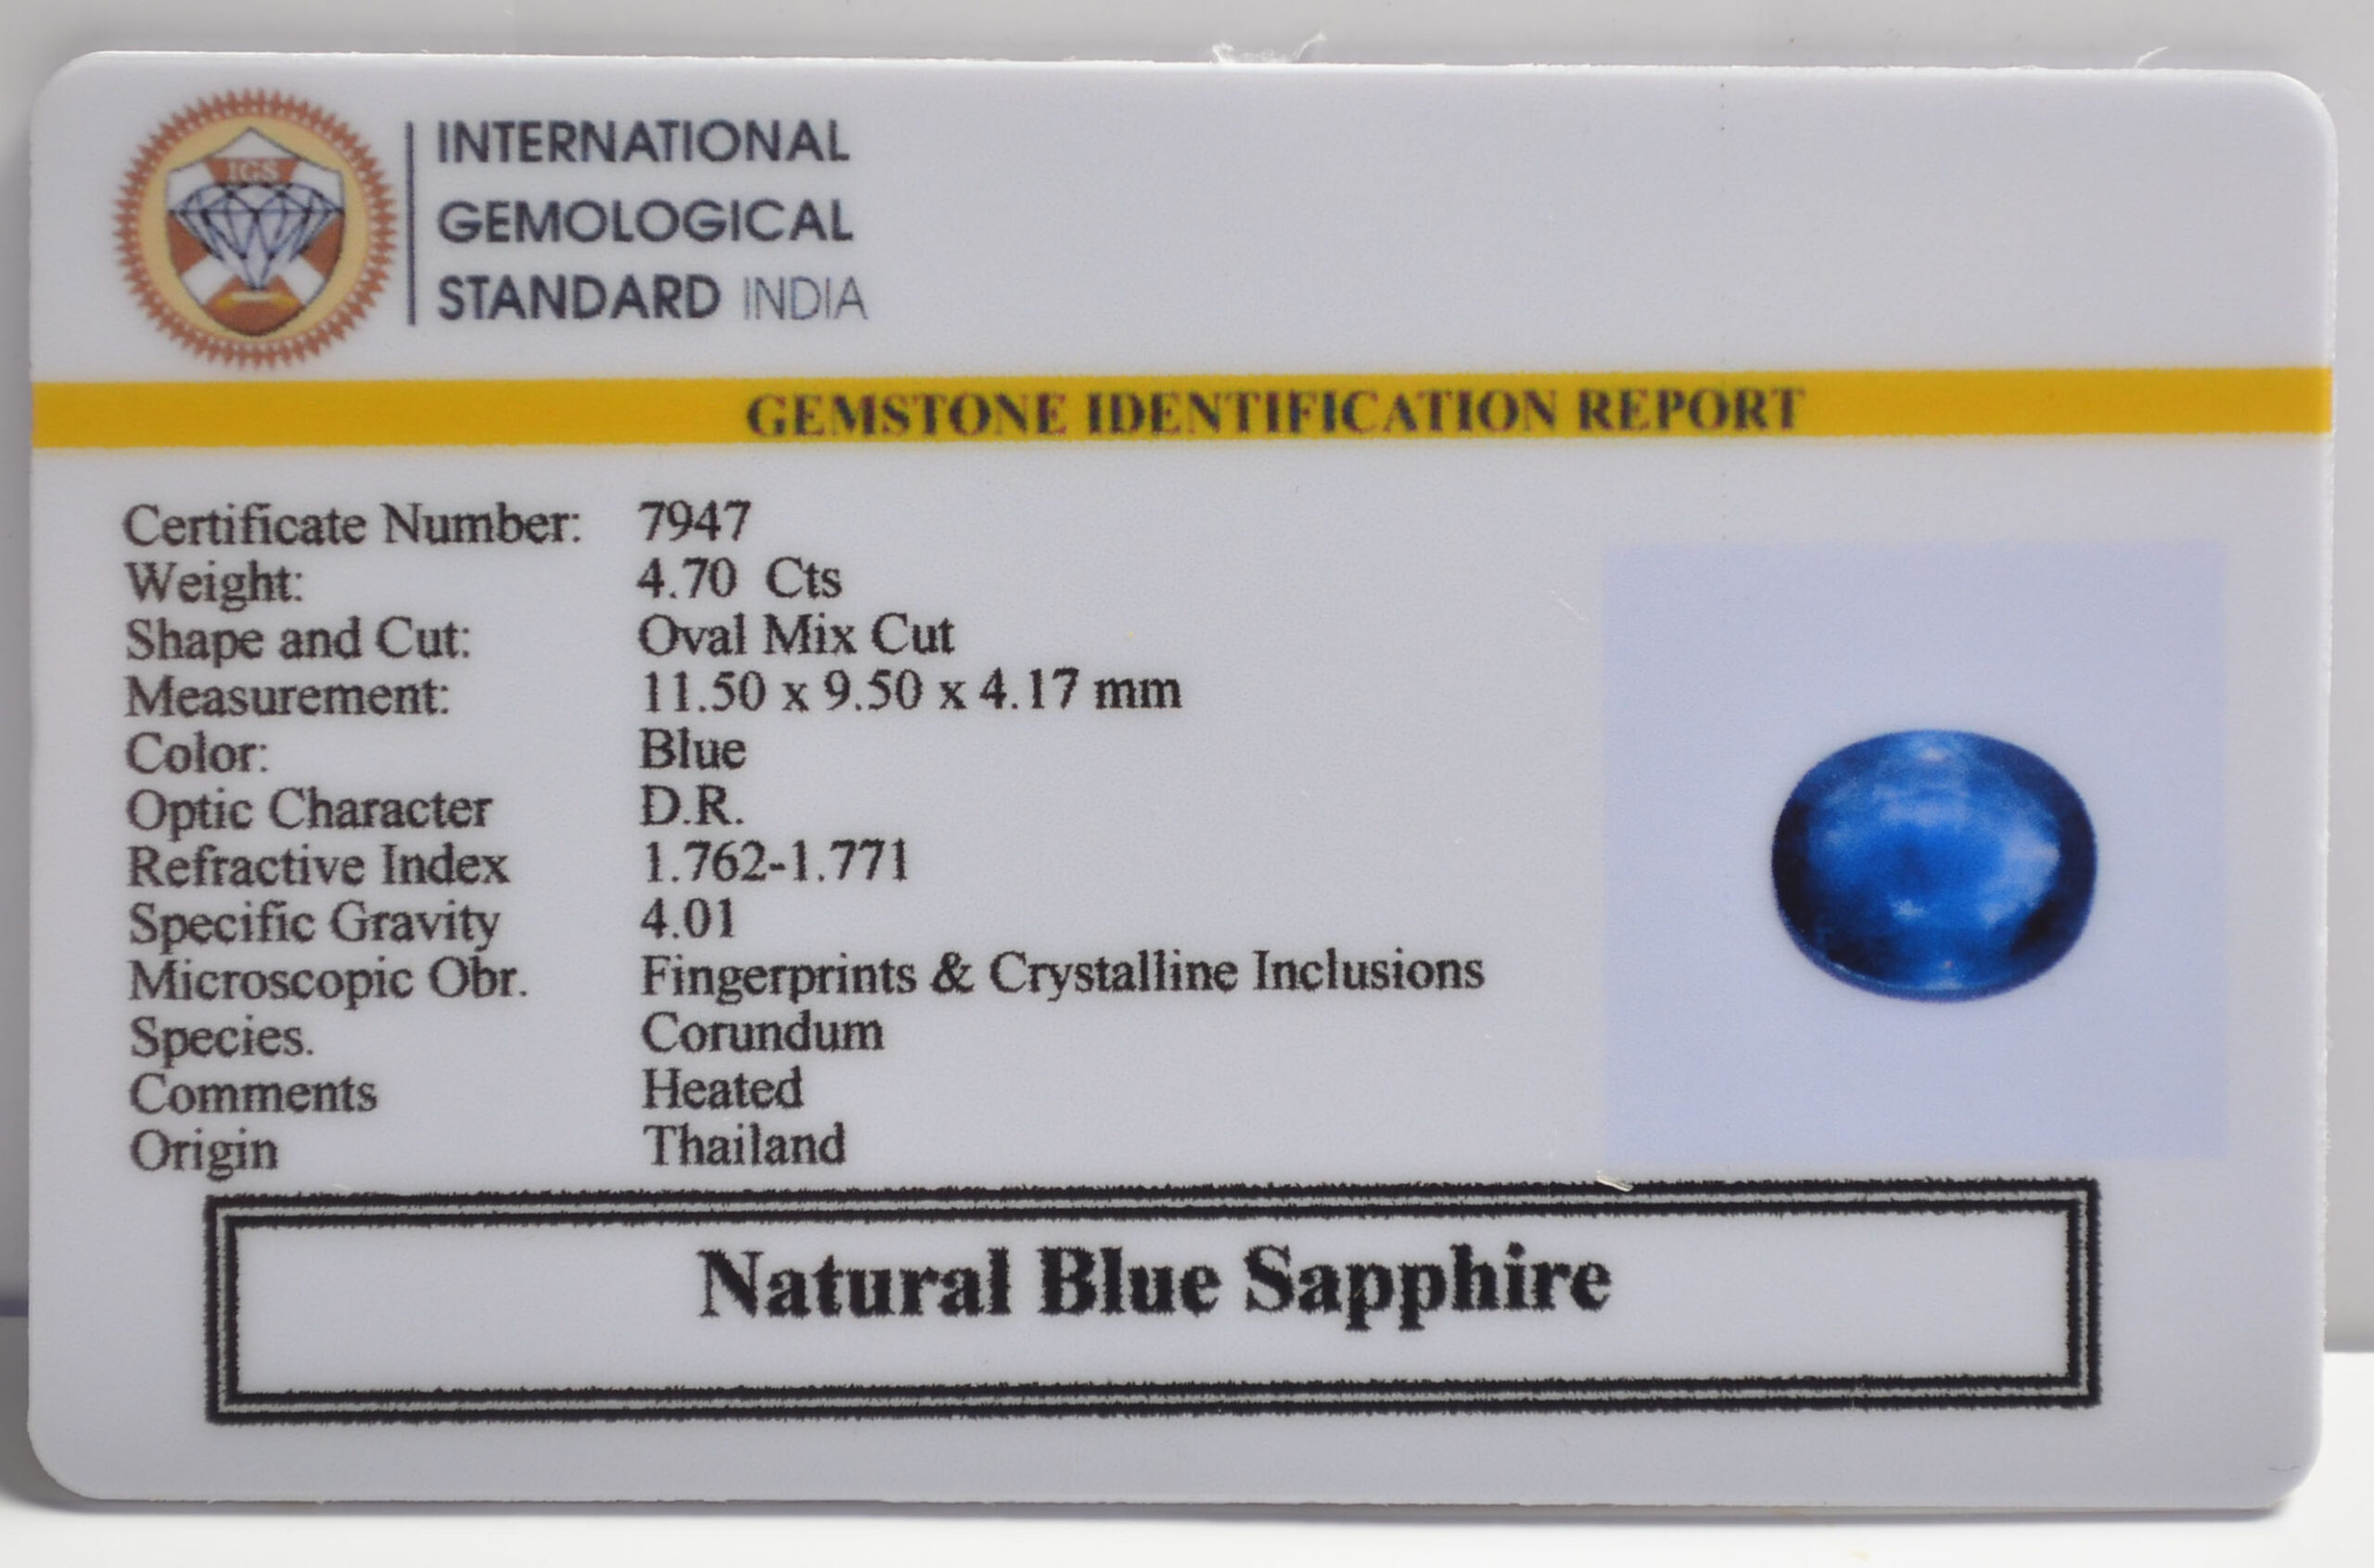 IGS
INTERNATIONAL
GEMOLOGICAL
STANDARD INDIA
GEMSTONE IDENTIFICATION REPORT
Certificate Number: 7947
Weight: 4.70 Cts
Shape and Cut: Oval Mix Cut
Measurement: 11.50 x 9.50 x 4.17 mm
Color: Blue
Optic Character D.R.
Refractive Index 1.762-1.771
Specific Gravity 4.01
Microscopic Obr. Fingerprints & Crystalline Inclusions
Species. Corundum
Comments Heated
Origin Thailand
Natural Blue Sapphire